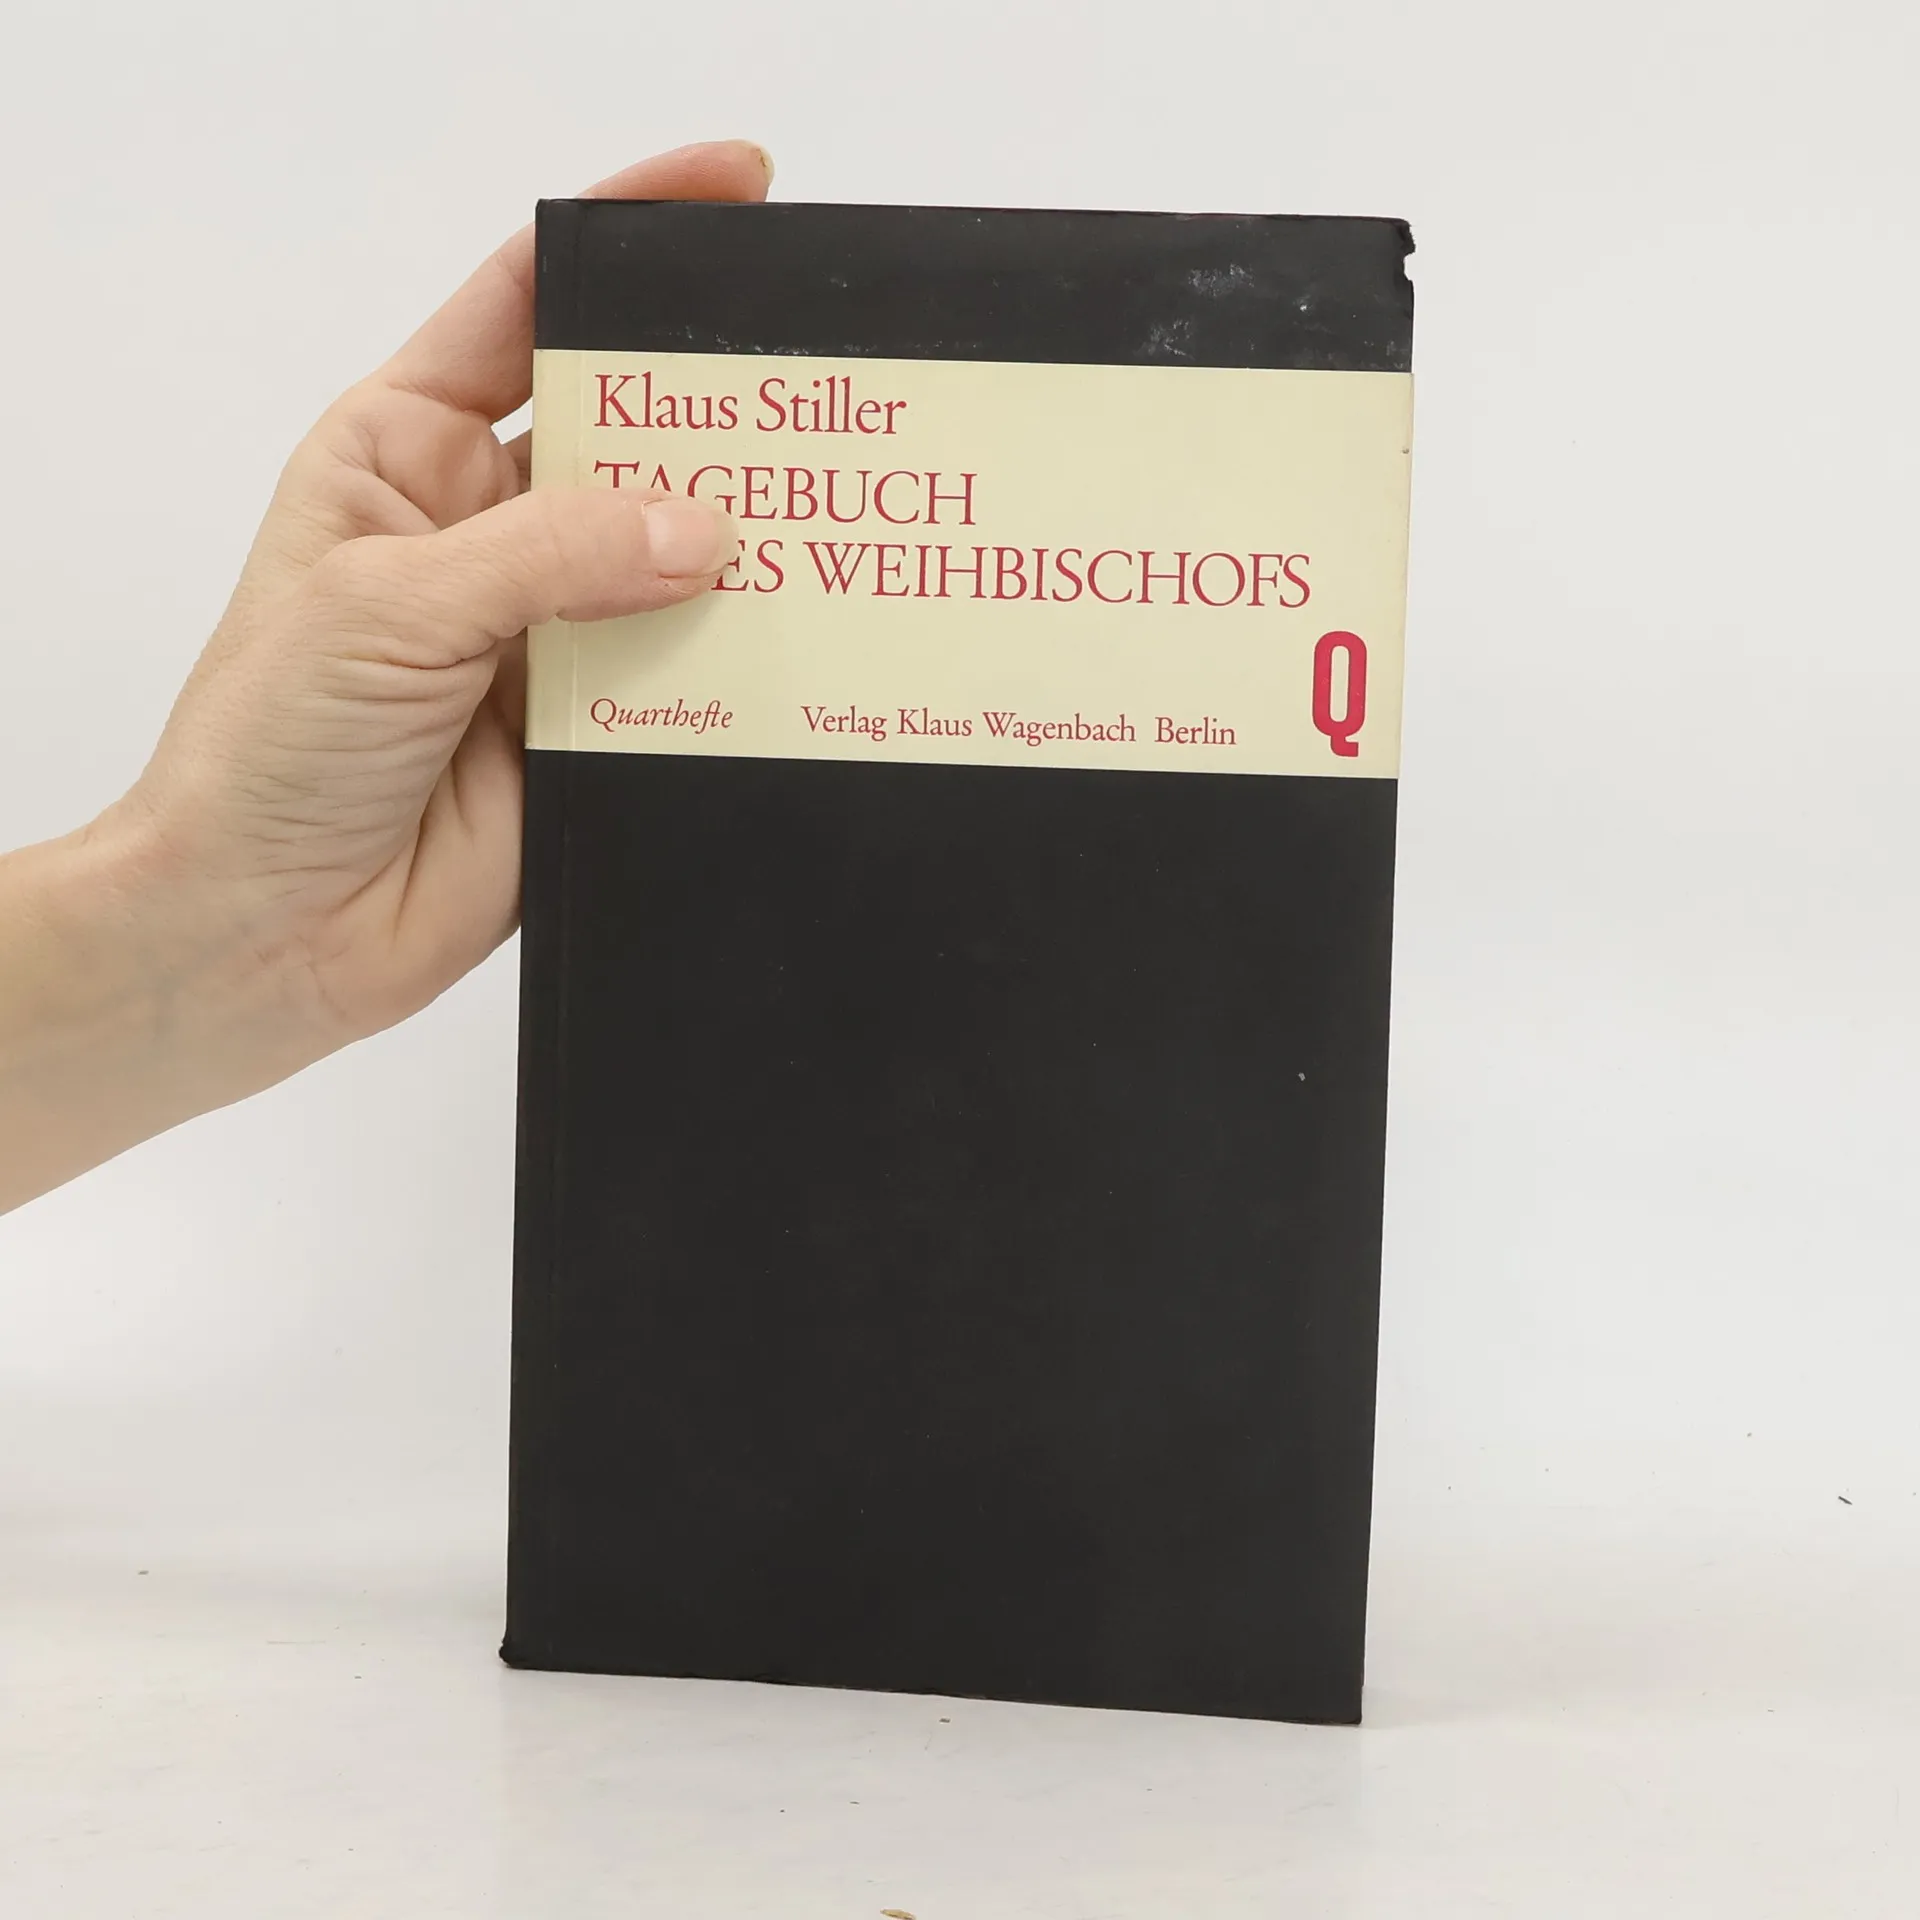 Klaus Stiller
TAGEBUCH
WEIHBISCHOFS
Quarthefte Verlag Klaus Wagenbach Berlin
Q